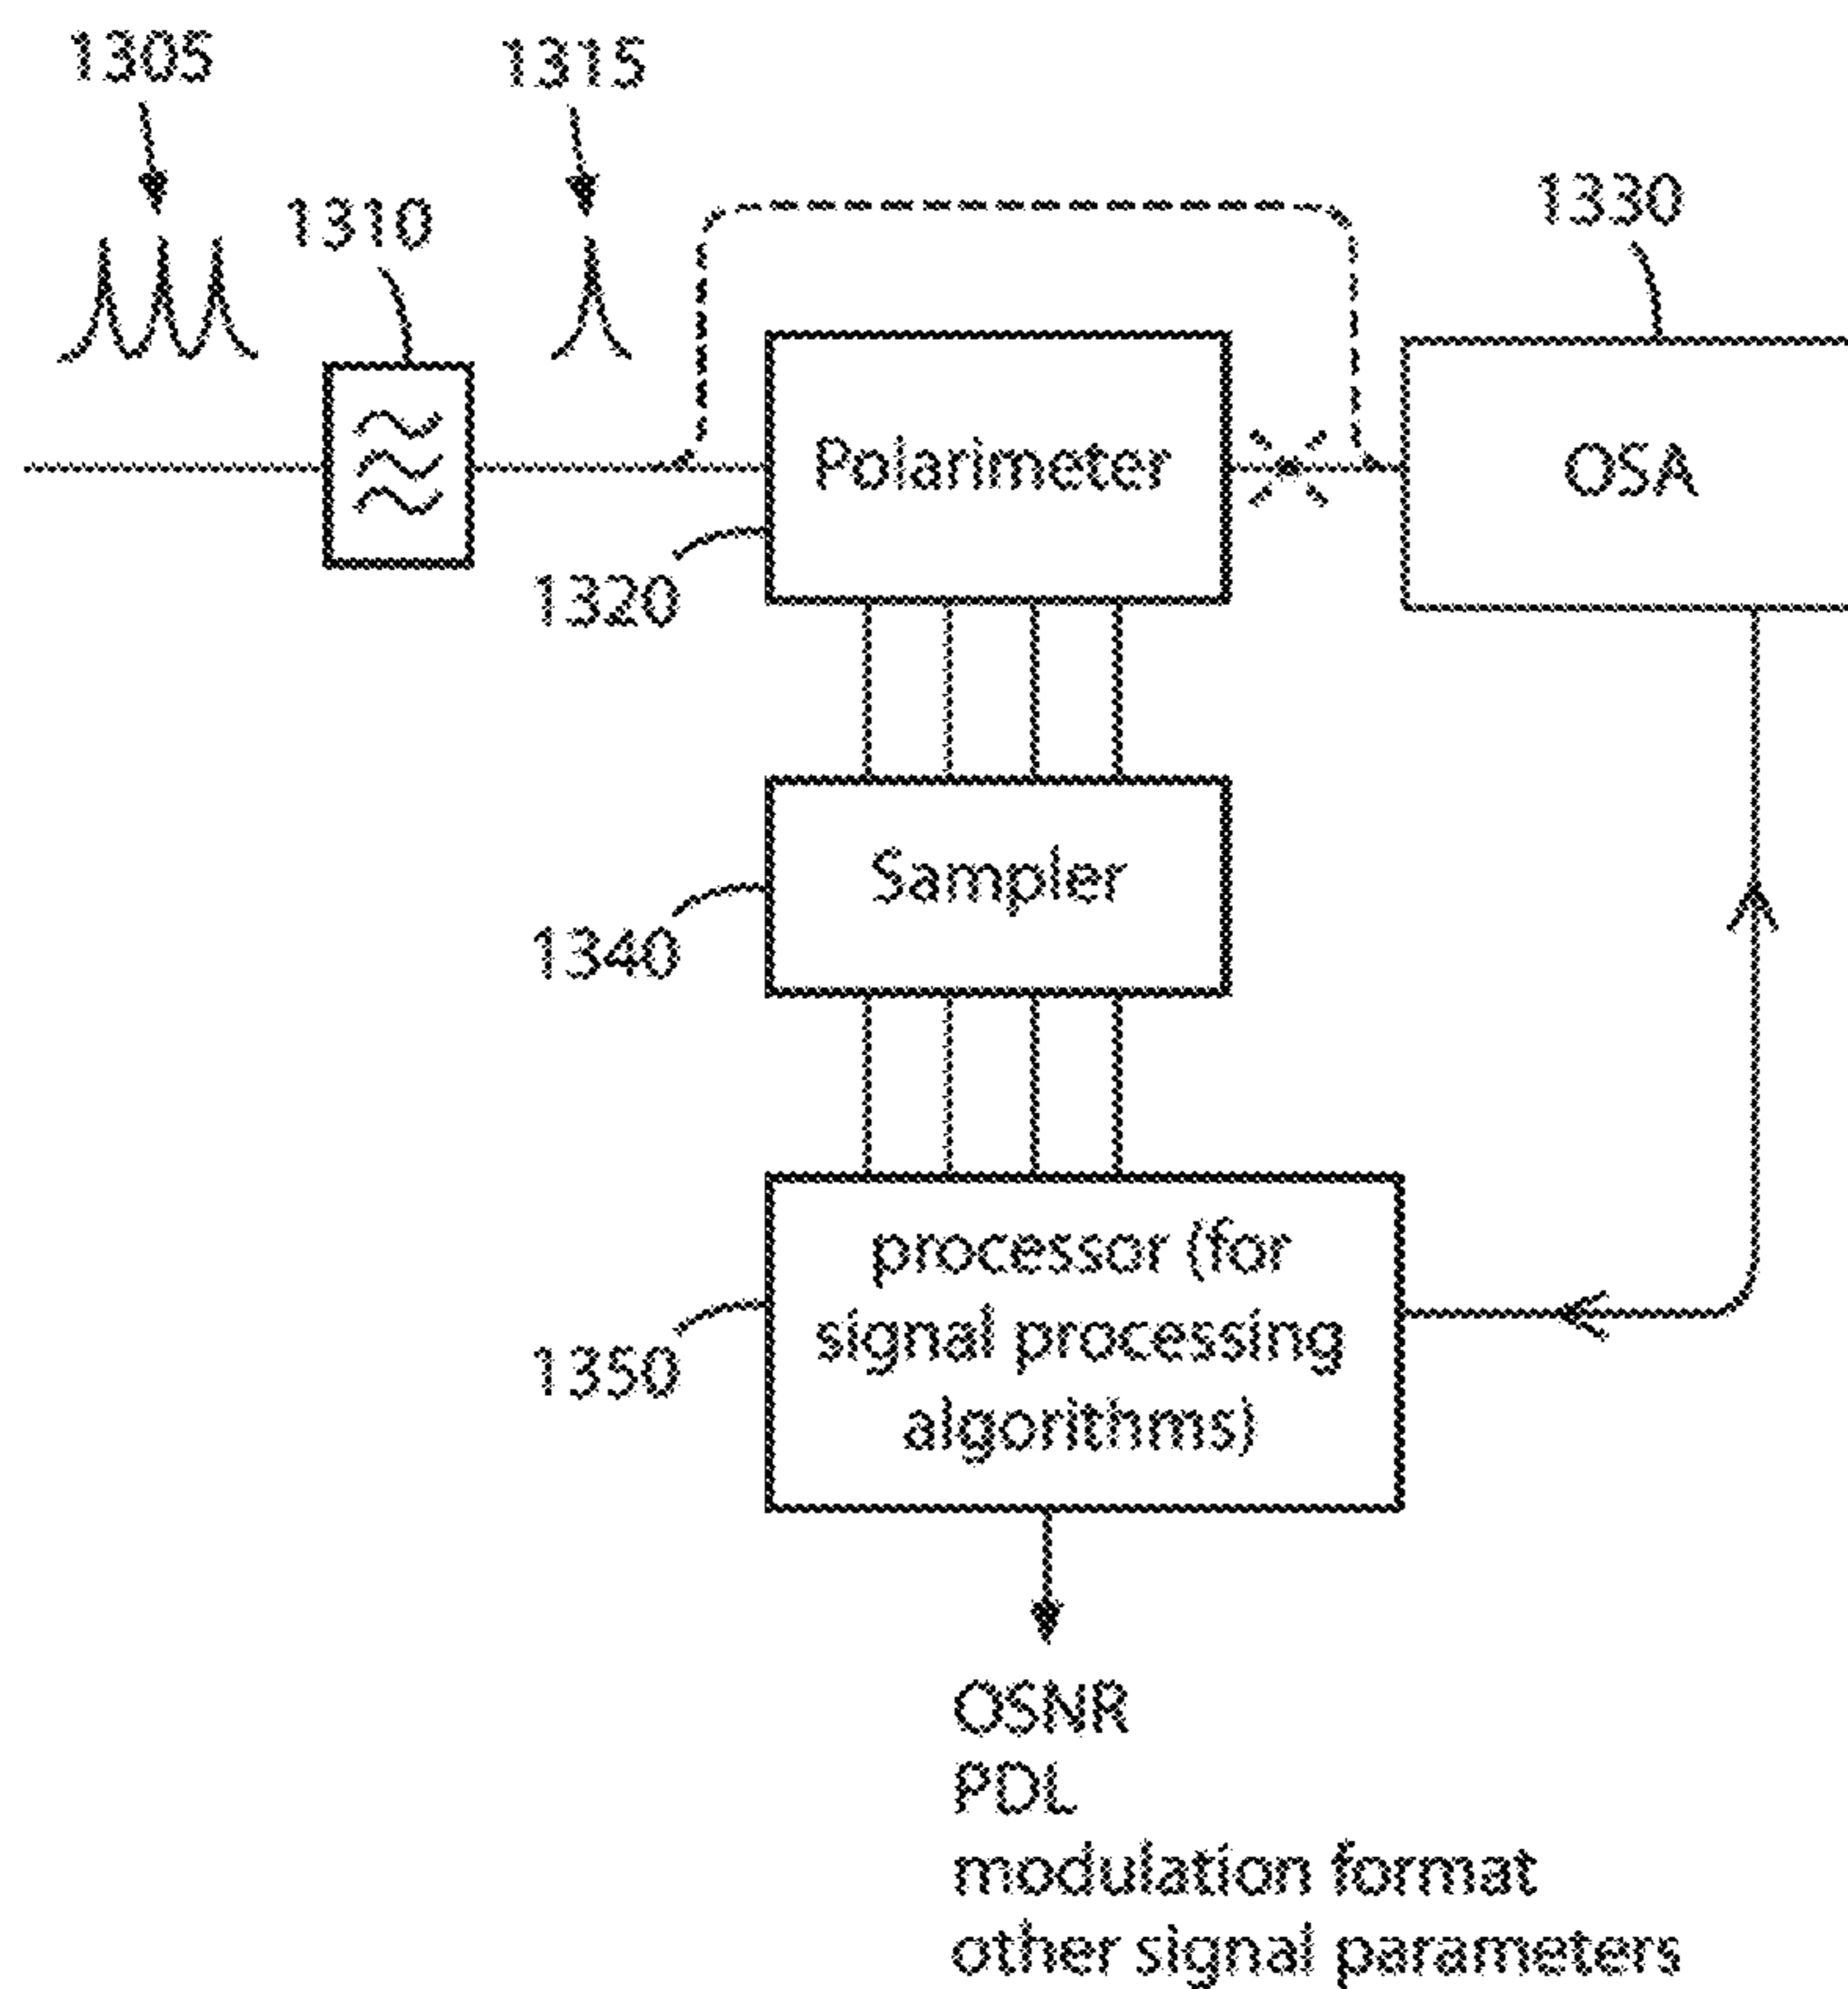 1305
1315
1310
1330
Polarimeter
OSA
1320
Sampler
1340
processor (for
signal processing
algorithms)
1350
OSNR
PDL
modulation format
other signal parameters